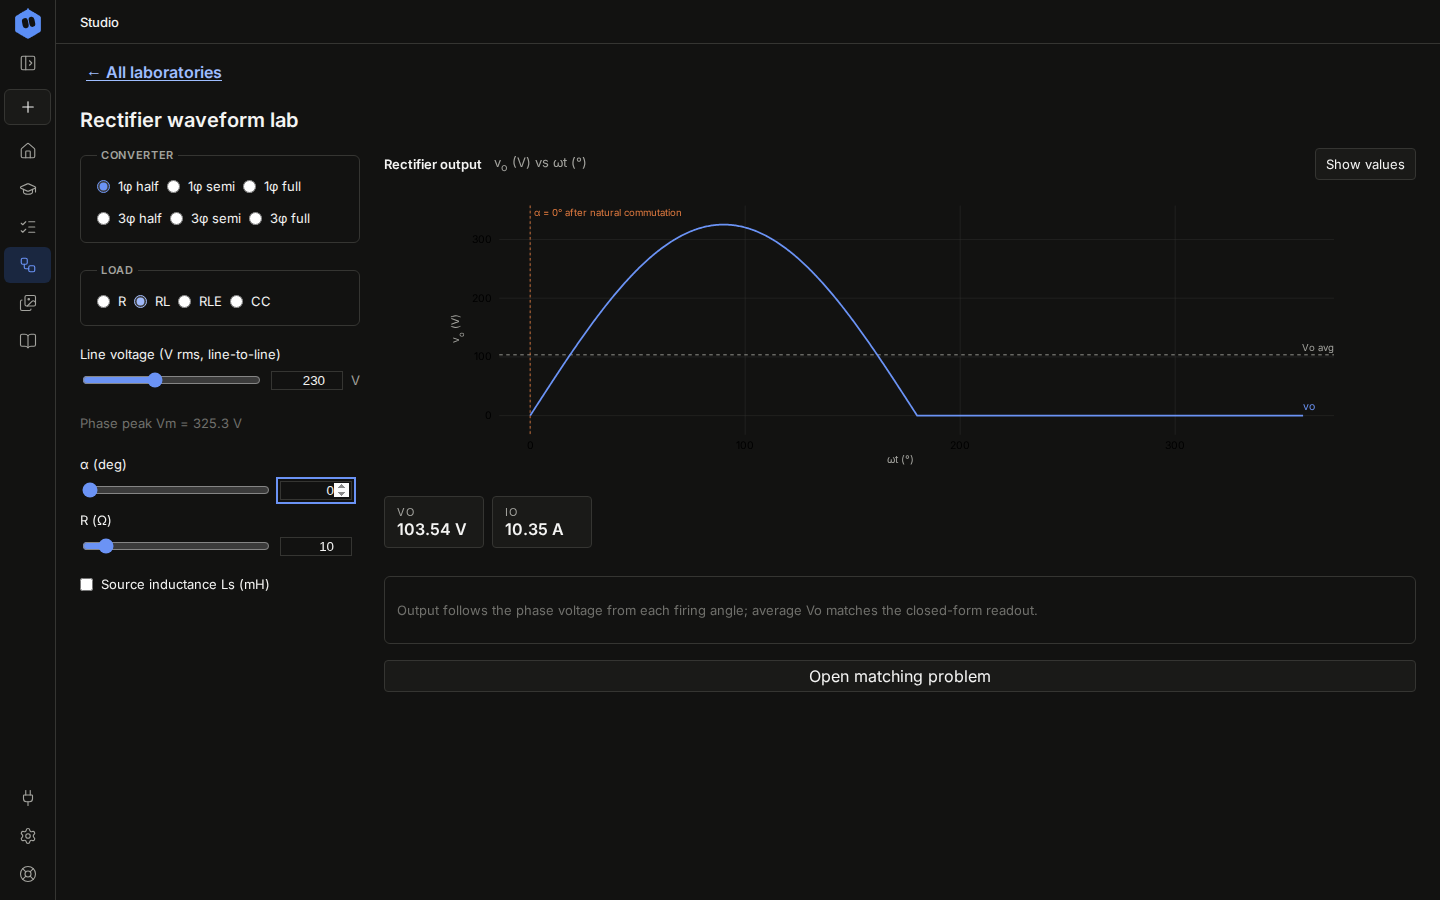 Studio
← All laboratories
Rectifier waveform lab
CONVERTER
1φ half 1φ semi 1φ full
3φ half 3φ semi 3φ full
LOAD
R RL RLE CC
Line voltage (V rms, line-to-line)
230 V
Phase peak Vm = 325.3 V
α (deg)
0
R (Ω)
10
Source inductance Ls (mH)
Rectifier output vo (V) vs ωt (°)
Show values
α = 0° after natural commutation
300
200
100
0
vo (V)
Vo avg
vo
0 100 200 300
ωt (°)
VO
103.54 V
IO
10.35 A
Output follows the phase voltage from each firing angle; average Vo matches the closed-form readout.
Open matching problem